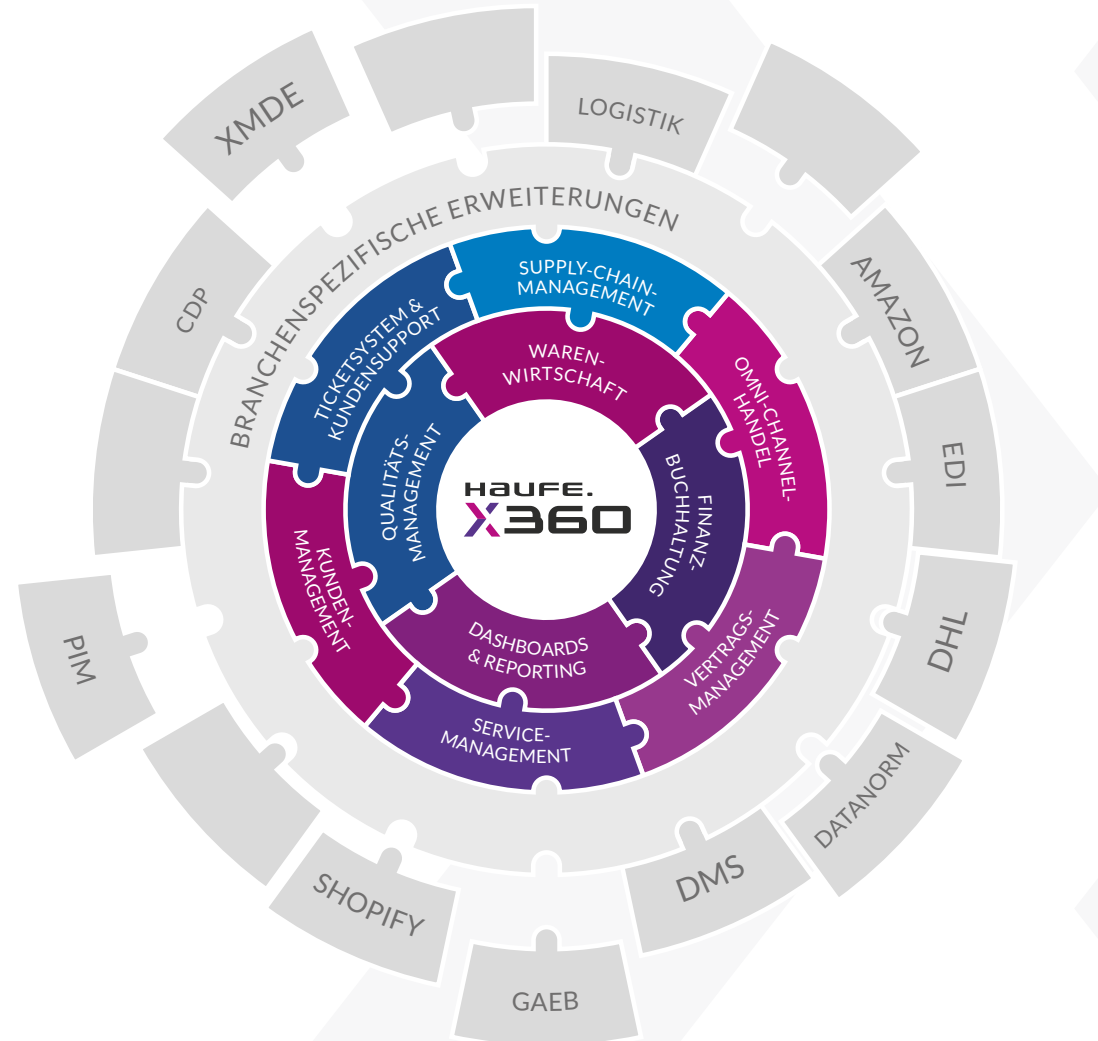 XMDE
LOGISTIK
AMAZON
EDI
DHL
DATANORM
DMS
GAEB
SHOPIFY
PIM
CDP
BRANCHENSPEZIFISCHE ERWEITERUNGEN
SUPPLY-CHAIN-
MANAGEMENT
OMNI-CHANNEL-
HANDEL
VERTRAGS-
MANAGEMENT
SERVICE-
MANAGEMENT
KUNDEN-
MANAGEMENT
TICKETSYSTEM &
KUNDENSUPPORT
WAREN-
WIRTSCHAFT
FINANZ-
BUCHHALTUNG
DASHBOARDS
& REPORTING
QUALITÄTS-
MANAGEMENT
HAUFE.
X360